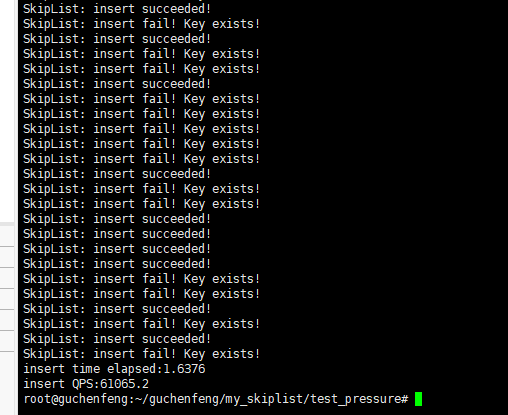 SkipList: insert succeeded!
SkipList: insert fail! Key exists!
SkipList: insert succeeded!
SkipList: insert fail! Key exists!
SkipList: insert fail! Key exists!
SkipList: insert succeeded!
SkipList: insert fail! Key exists!
SkipList: insert fail! Key exists!
SkipList: insert fail! Key exists!
SkipList: insert fail! Key exists!
SkipList: insert fail! Key exists!
SkipList: insert succeeded!
SkipList: insert fail! Key exists!
SkipList: insert fail! Key exists!
SkipList: insert succeeded!
SkipList: insert succeeded!
SkipList: insert succeeded!
SkipList: insert succeeded!
SkipList: insert fail! Key exists!
SkipList: insert fail! Key exists!
SkipList: insert succeeded!
SkipList: insert fail! Key exists!
SkipList: insert succeeded!
SkipList: insert fail! Key exists!
insert time elapsed:1.6376
insert QPS:61065.2
root@guchenfeng:~/guchenfeng/my_skiplist/test_pressure#